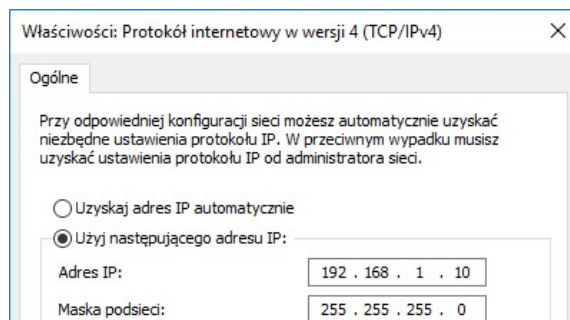 Właściwości: Protokół internetowy w wersji 4 (TCP/IPv4)
Ogólne
Przy odpowiedniej konfiguracji sieci możesz automatycznie uzyskać
niezbędne ustawienia protokołu IP. W przeciwnym wypadku musisz
uzyskać ustawienia protokołu IP od administratora sieci.
Uzyskaj adres IP automatycznie
Użyj następującego adresu IP:
Adres IP: 192 . 168 . 1 . 10
Maska podsieci: 255 . 255 . 255 . 0